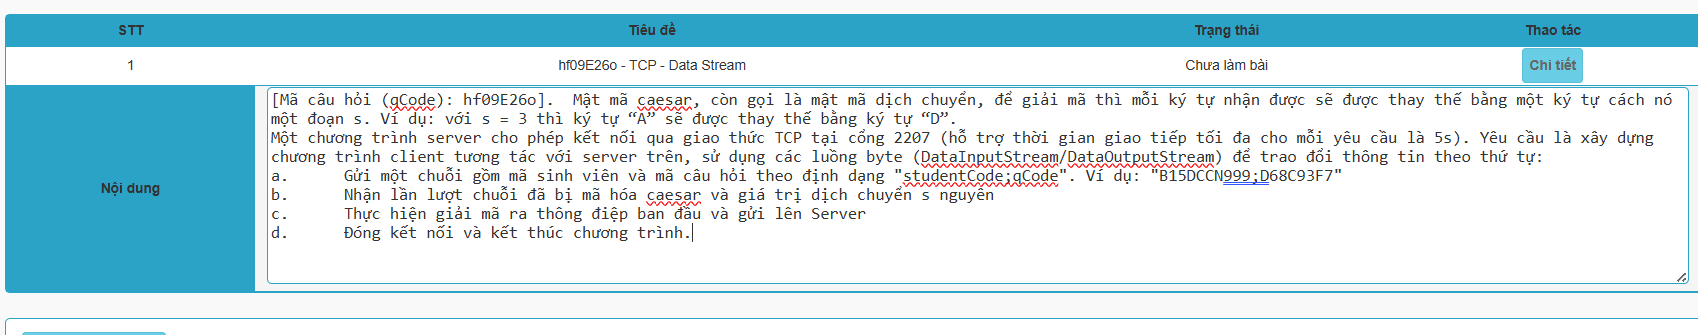 STT Tiêu đề Trạng thái Thao tác
1 hf09E26o - TCP - Data Stream Chưa làm bài Chi tiết
Nội dung
[Mã câu hỏi (qCode): hf09E26o].  Mật mã caesar, còn gọi là mật mã dịch chuyển, để giải mã thì mỗi ký tự nhận được sẽ được thay thế bằng một ký tự cách nó
một đoạn s. Ví dụ: với s = 3 thì ký tự “A” sẽ được thay thế bằng ký tự “D”.
Một chương trình server cho phép kết nối qua giao thức TCP tại cổng 2207 (hỗ trợ thời gian giao tiếp tối đa cho mỗi yêu cầu là 5s). Yêu cầu là xây dựng
chương trình client tương tác với server trên, sử dụng các luồng byte (DataInputStream/DataOutputStream) để trao đổi thông tin theo thứ tự:
a. Gửi một chuỗi gồm mã sinh viên và mã câu hỏi theo định dạng "studentCode;qCode". Ví dụ: "B15DCCN999;D68C93F7"
b. Nhận lần lượt chuỗi đã bị mã hóa caesar và giá trị dịch chuyển s nguyên
c. Thực hiện giải mã ra thông điệp ban đầu và gửi lên Server
d. Đóng kết nối và kết thúc chương trình.